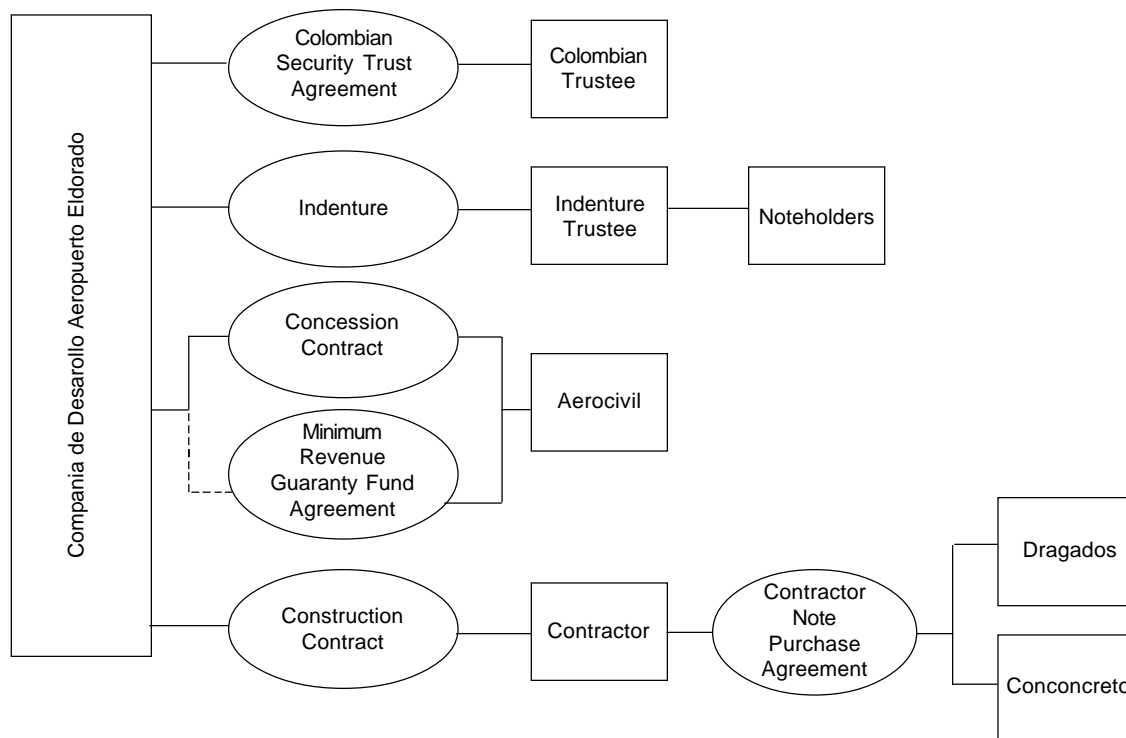 Compania de Desarollo Aeropuerto Eldorado
Colombian
Security Trust
Agreement
Colombian
Trustee
Indenture
Indenture
Trustee
Noteholders
Concession
Contract
Minimum
Revenue
Guaranty Fund
Agreement
Aerocivil
Construction
Contract
Contractor
Contractor
Note
Purchase
Agreement
Dragados
Conconcreto